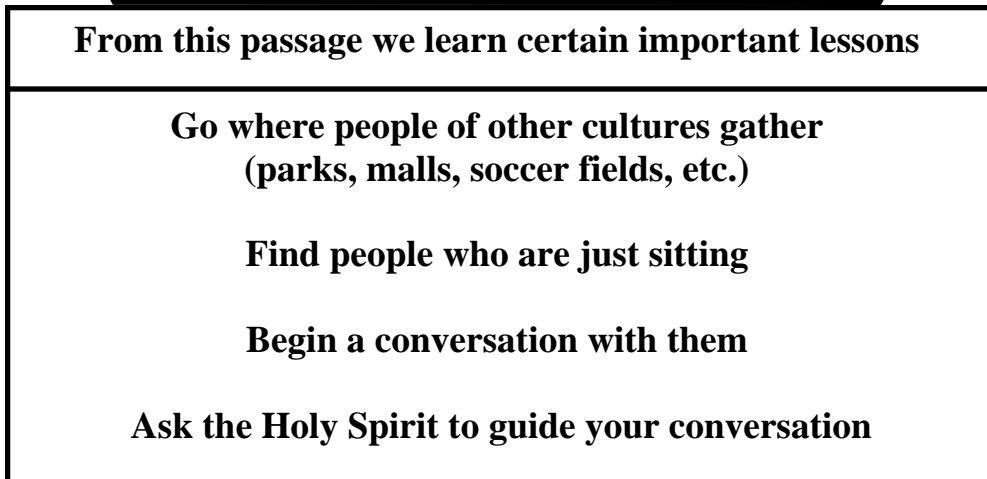 From this passage we learn certain important lessons
Go where people of other cultures gather
(parks, malls, soccer fields, etc.)
Find people who are just sitting
Begin a conversation with them
Ask the Holy Spirit to guide your conversation